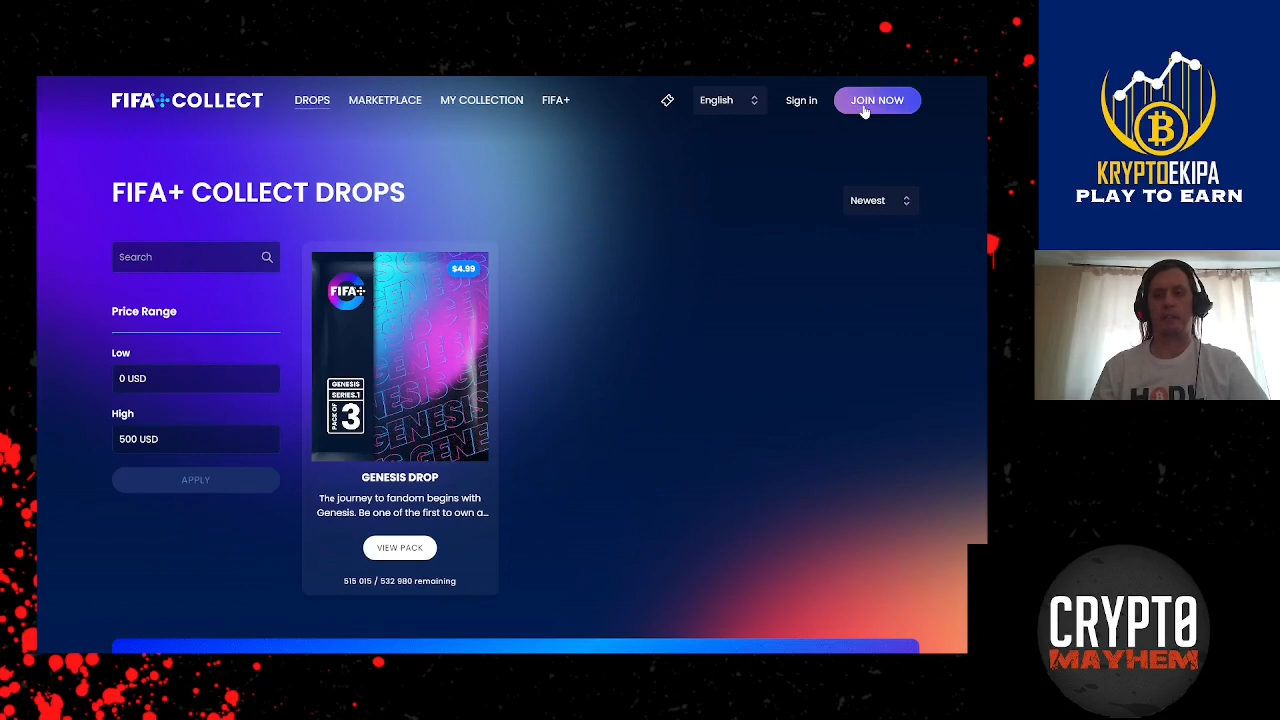 FIFA+COLLECT
DROPS
MARKETPLACE
MY COLLECTION
FIFA+
English
Sign in
JOIN NOW
FIFA+ COLLECT DROPS
Newest
Search
Price Range
Low
0 USD
High
500 USD
APPLY
$4.99
FIFA+
GENESIS
SERIES.1
PACK OF 3
GENESIS
GENESIS
GENESIS DROP
The journey to fandom begins with
Genesis. Be one of the first to own a...
VIEW PACK
515 015 / 532 980 remaining
KRYPTOEKIPA
PLAY TO EARN
CRYPTO
MAYHEM